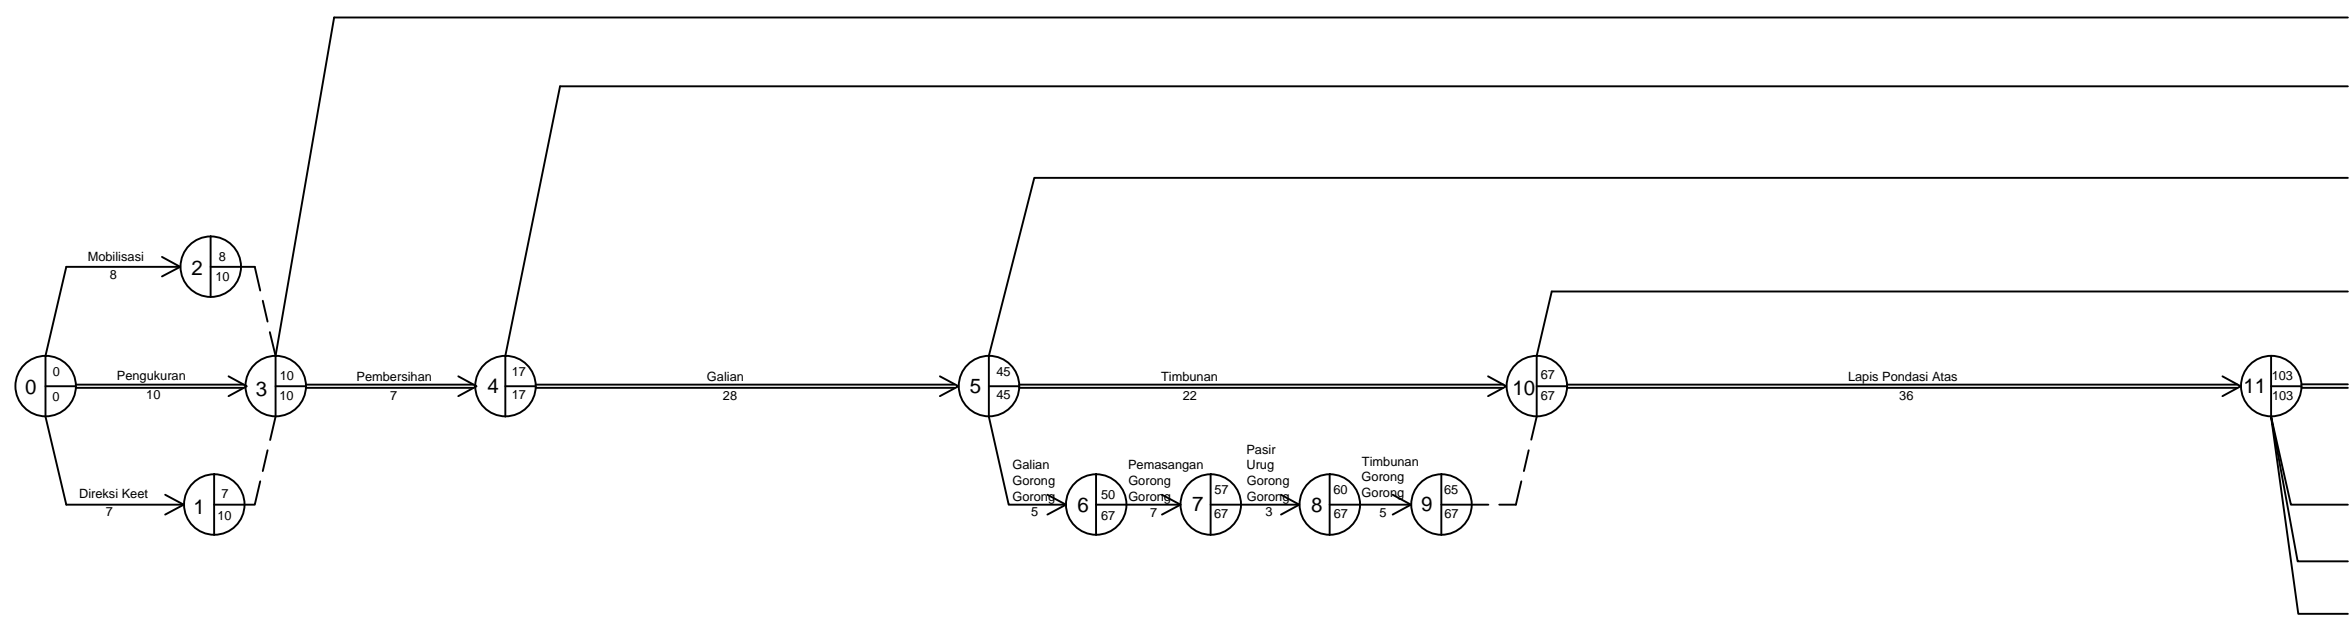 Mobilisasi
8
2
8
10
0
0
0
Pengukuran
10
3
10
10
Pembersihan
7
4
17
17
Galian
28
5
45
45
Timbunan
22
10
67
67
Lapis Pondasi Atas
36
11
103
103
Direksi Keet
7
1
7
10
Galian
Gorong
Gorong
5
6
50
67
Pemasangan
Gorong
Gorong
7
7
57
67
Pasir
Urug
Gorong
Gorong
3
8
60
67
Timbunan
Gorong
Gorong
5
9
65
67